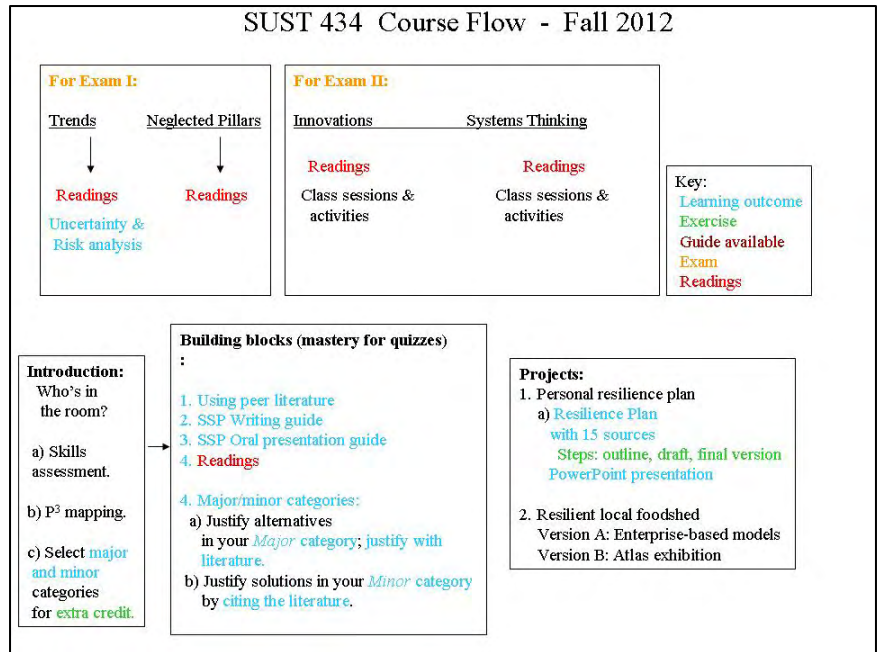 SUST 434 Course Flow - Fall 2012
For Exam I:
Trends Neglected Pillars
Readings Readings
Uncertainty &
Risk analysis
For Exam II:
Innovations Systems Thinking
Readings Readings
Class sessions & Class sessions &
activities activities
Key:
Learning outcome
Exercise
Guide available
Exam
Readings
Introduction:
Who's in
the room?
a) Skills
assessment.
b) P³ mapping.
c) Select major
and minor
categories
for extra credit.
Building blocks (mastery for quizzes)
:
1. Using peer literature
2. SSP Writing guide
3. SSP Oral presentation guide
4. Readings
4. Major/minor categories:
a) Justify alternatives
in your Major category; justify with
literature.
b) Justify solutions in your Minor category
by citing the literature.
Projects:
1. Personal resilience plan
a) Resilience Plan
with 15 sources
Steps: outline, draft, final version
PowerPoint presentation
2. Resilient local foodshed
Version A: Enterprise-based models
Version B: Atlas exhibition